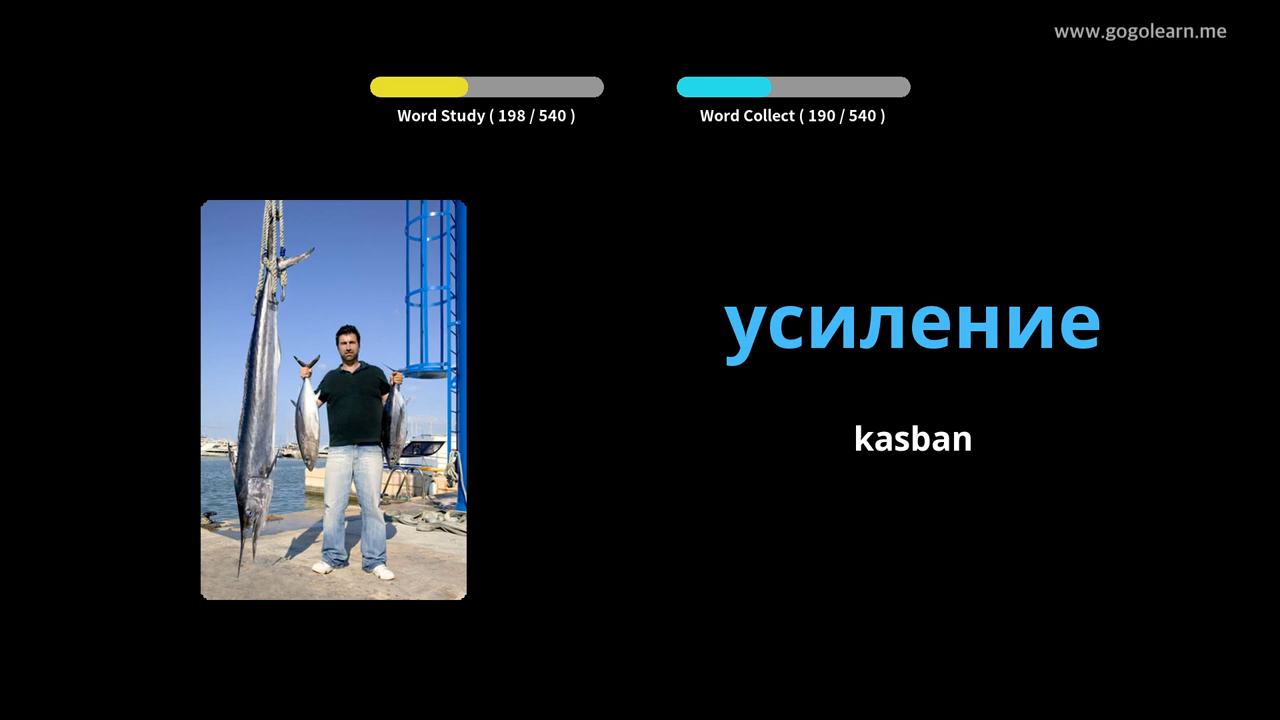 www.gogolearn.me
Word Study ( 198 / 540 )
Word Collect ( 190 / 540 )
усиление
kasban